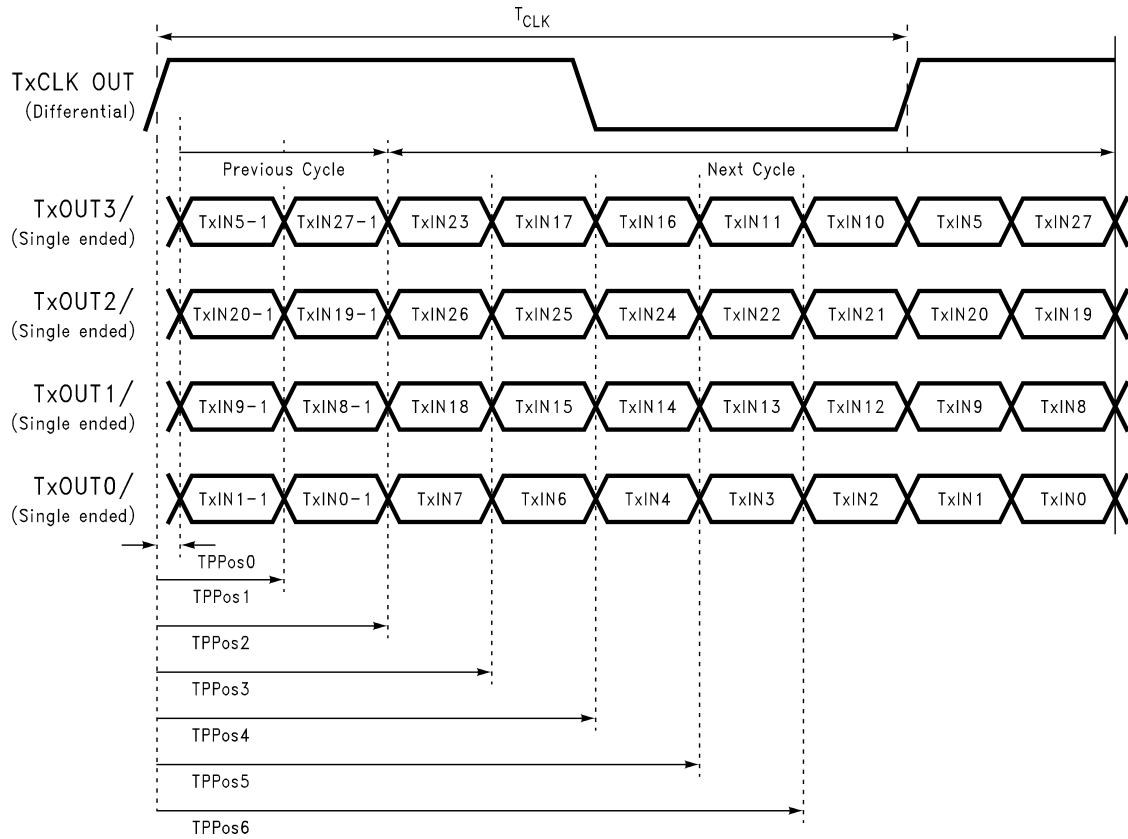 TCLK
TxCLK OUT
(Differential)
Previous Cycle
Next Cycle
TxOUT3/
(Single ended)
TxIN5-1 TxIN27-1 TxIN23 TxIN17 TxIN16 TxIN11 TxIN10 TxIN5 TxIN27
TxOUT2/
(Single ended)
TxIN20-1 TxIN19-1 TxIN26 TxIN25 TxIN24 TxIN22 TxIN21 TxIN20 TxIN19
TxOUT1/
(Single ended)
TxIN9-1 TxIN8-1 TxIN18 TxIN15 TxIN14 TxIN13 TxIN12 TxIN9 TxIN8
TxOUT0/
(Single ended)
TxIN1-1 TxIN0-1 TxIN7 TxIN6 TxIN4 TxIN3 TxIN2 TxIN1 TxIN0
TPPos0
TPPos1
TPPos2
TPPos3
TPPos4
TPPos5
TPPos6